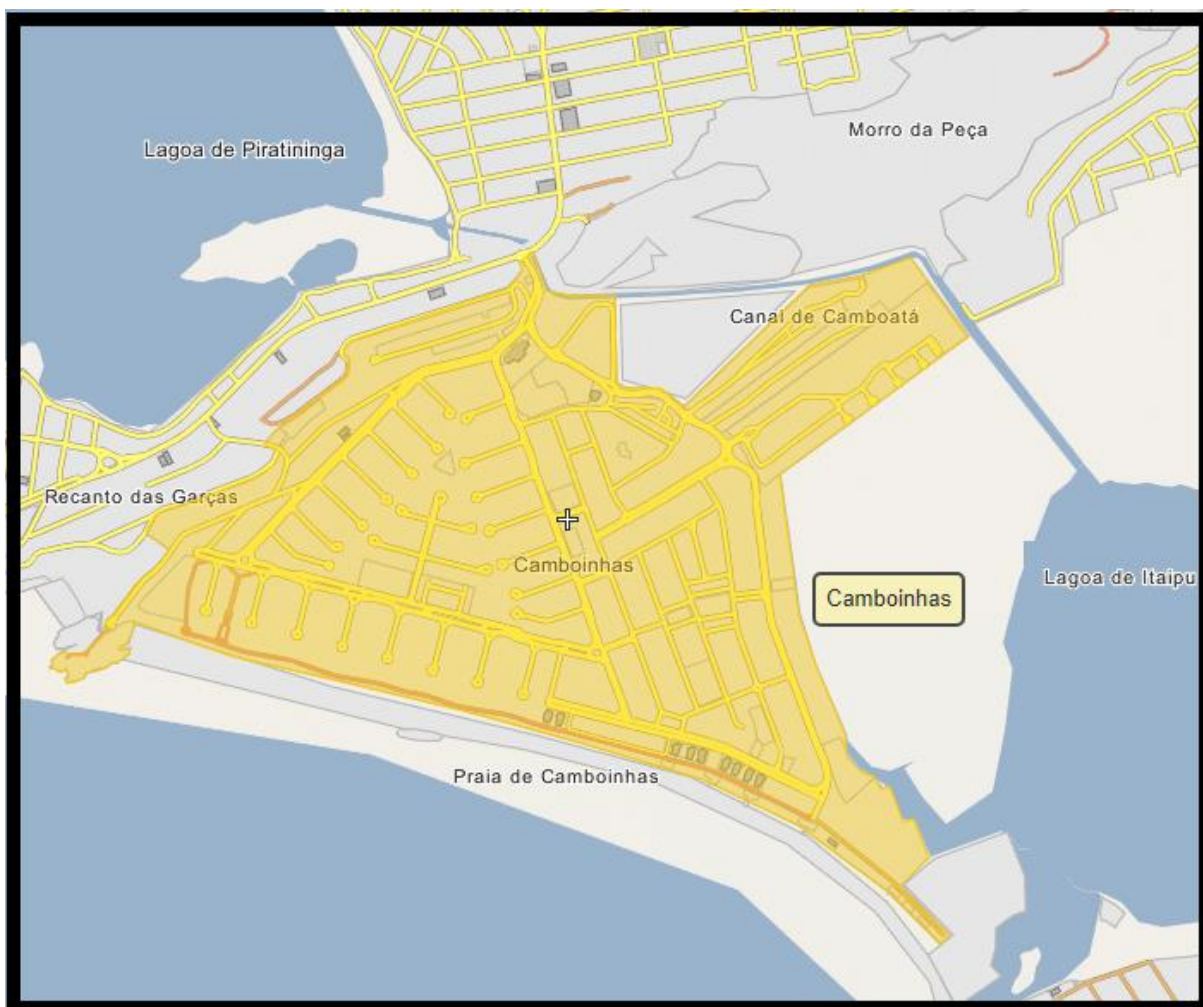 Lagoa de Piratininga
Morro da Peça
Canal de Camboatá
Recanto das Garças
Camboinhas
Camboinhas
Lagoa de Itaipu
Praia de Camboinhas